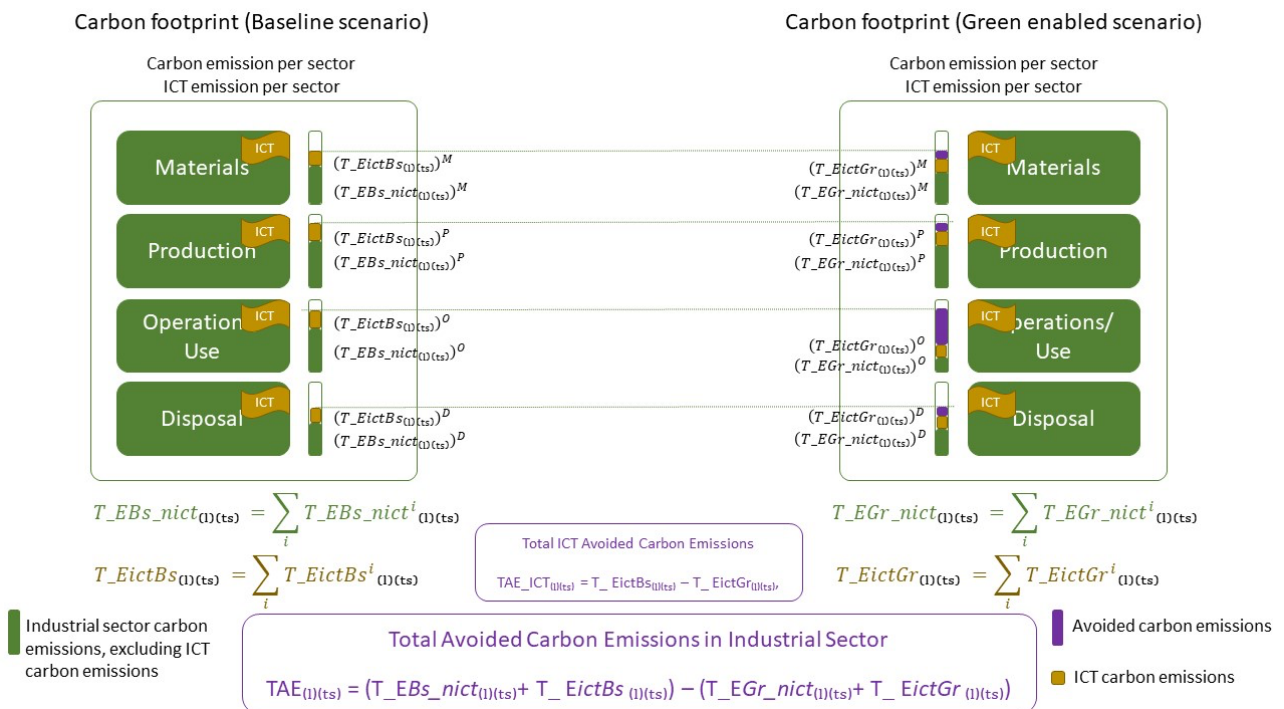 Carbon footprint (Baseline scenario)
Carbon footprint (Green enabled scenario)
Carbon emission per sector
ICT emission per sector
Carbon emission per sector
ICT emission per sector
Materials
ICT
(T_EictBs(l)(ts))^M
(T_EBs_nict(l)(ts))^M
(T_EictGr(l)(ts))^M
(T_EGr_nict(l)(ts))^M
ICT
Materials
Production
ICT
(T_EictBs(l)(ts))^P
(T_EBs_nict(l)(ts))^P
(T_EictGr(l)(ts))^P
(T_EGr_nict(l)(ts))^P
ICT
Production
Operation
Use
ICT
(T_EictBs(l)(ts))^O
(T_EBs_nict(l)(ts))^O
(T_EictGr(l)(ts))^O
(T_EGr_nict(l)(ts))^O
ICT
perations/
Use
Disposal
ICT
(T_EictBs(l)(ts))^D
(T_EBs_nict(l)(ts))^D
(T_EictGr(l)(ts))^D
(T_EGr_nict(l)(ts))^D
ICT
Disposal
T_EBs_nict(l)(ts) = ∑i T_EBs_nict^i(l)(ts)
T_EictBs(l)(ts) = ∑i T_EictBs^i(l)(ts)
Total ICT Avoided Carbon Emissions
TAE_ICT(l)(ts) = T_ EictBs(l)(ts) – T_ EictGr(l)(ts),
T_EGr_nict(l)(ts) = ∑i T_EGr_nict^i(l)(ts)
T_EictGr(l)(ts) = ∑i T_EictGr^i(l)(ts)
Industrial sector carbon
emissions, excluding ICT
carbon emissions
Total Avoided Carbon Emissions in Industrial Sector
TAE(l)(ts) = (T_EBs_nict(l)(ts)+ T_ EictBs (l)(ts)) – (T_EGr_nict(l)(ts)+ T_ EictGr (l)(ts))
Avoided carbon emissions
ICT carbon emissions